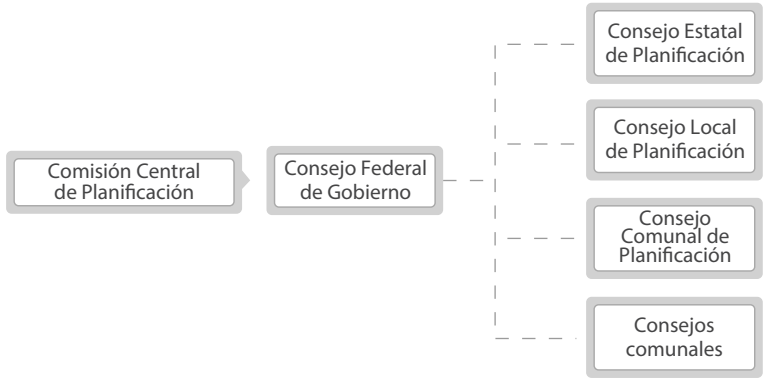 Comisión Central
de Planificación
Consejo Federal
de Gobierno
Consejo Estatal
de Planificación
Consejo Local
de Planificación
Consejo
Comunal de
Planificación
Consejos
comunales